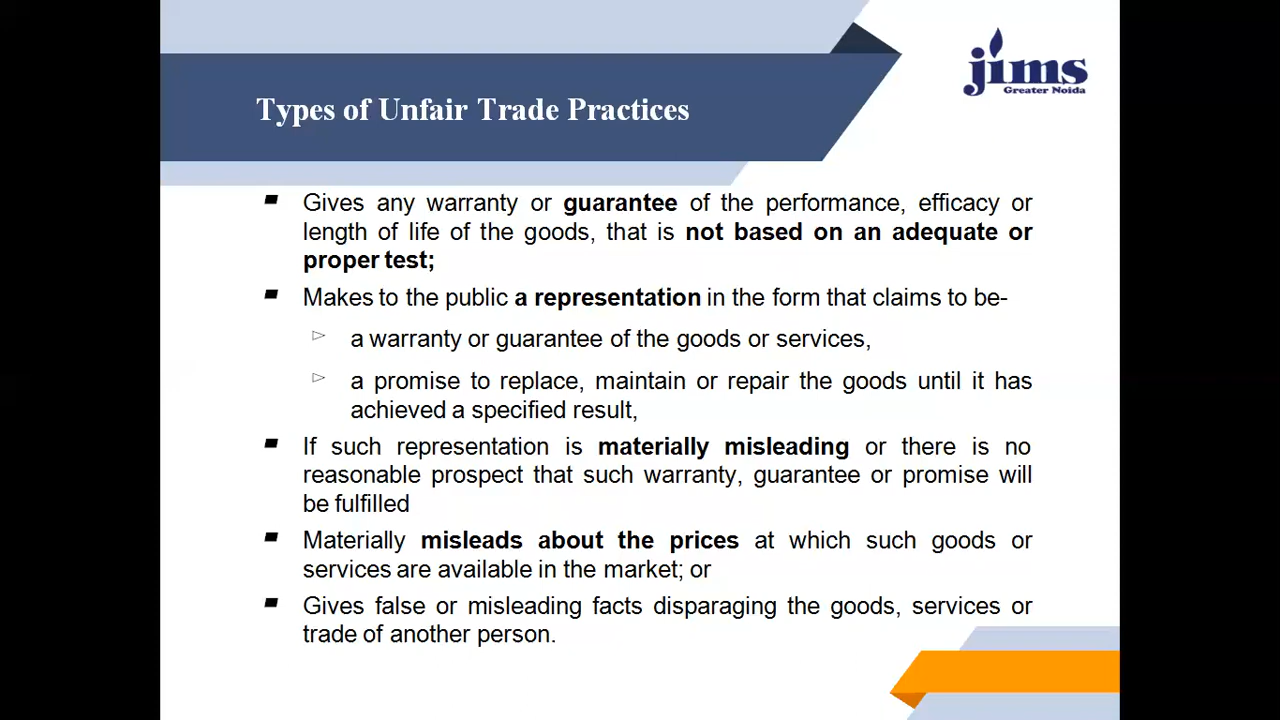 jims
Greater Noida
Types of Unfair Trade Practices
Gives any warranty or guarantee of the performance, efficacy or
length of life of the goods, that is not based on an adequate or
proper test;
Makes to the public a representation in the form that claims to be-
a warranty or guarantee of the goods or services,
a promise to replace, maintain or repair the goods until it has
achieved a specified result,
If such representation is materially misleading or there is no
reasonable prospect that such warranty, guarantee or promise will
be fulfilled
Materially misleads about the prices at which such goods or
services are available in the market; or
Gives false or misleading facts disparaging the goods, services or
trade of another person.